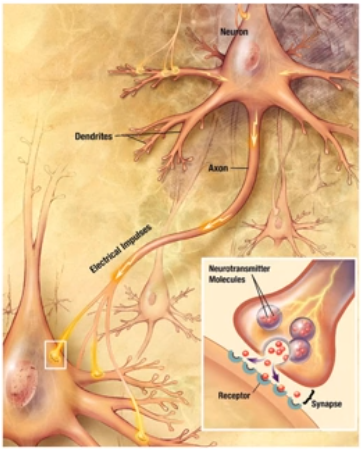 Neuron
Dendrites
Axon
Electrical Impulses
Neurotransmitter
Molecules
Receptor
Synapse